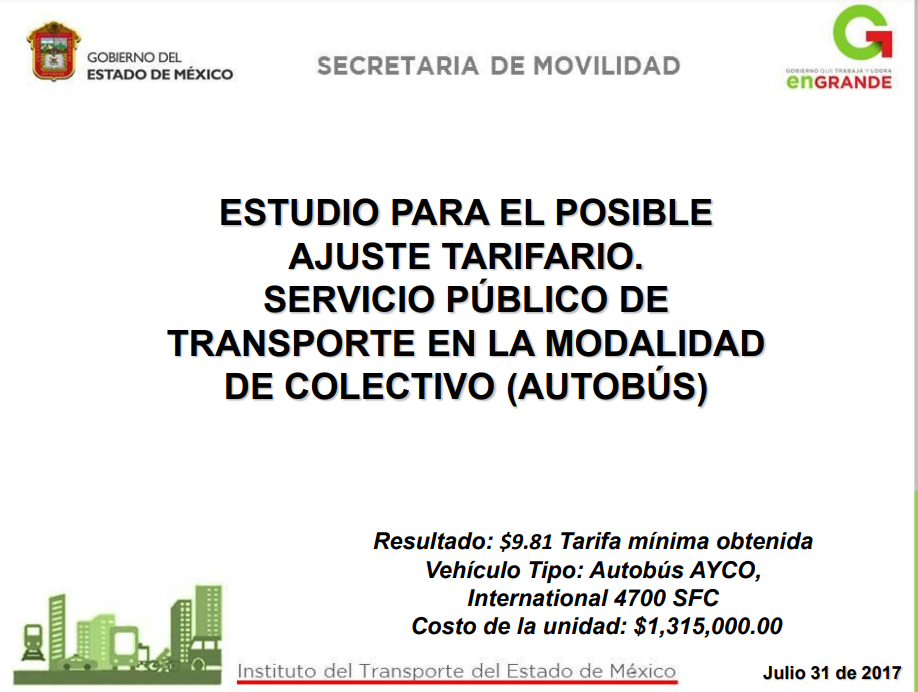 GOBIERNO DEL
ESTADO DE MÉXICO
SECRETARIA DE MOVILIDAD
GOBIERNO QUE TRABAJA Y LOGRA
enGRANDE
ESTUDIO PARA EL POSIBLE
AJUSTE TARIFARIO.
SERVICIO PÚBLICO DE
TRANSPORTE EN LA MODALIDAD
DE COLECTIVO (AUTOBÚS)
Resultado: $9.81 Tarifa mínima obtenida
Vehículo Tipo: Autobús AYCO,
International 4700 SFC
Costo de la unidad: $1,315,000.00
Instituto del Transporte del Estado de México
Julio 31 de 2017